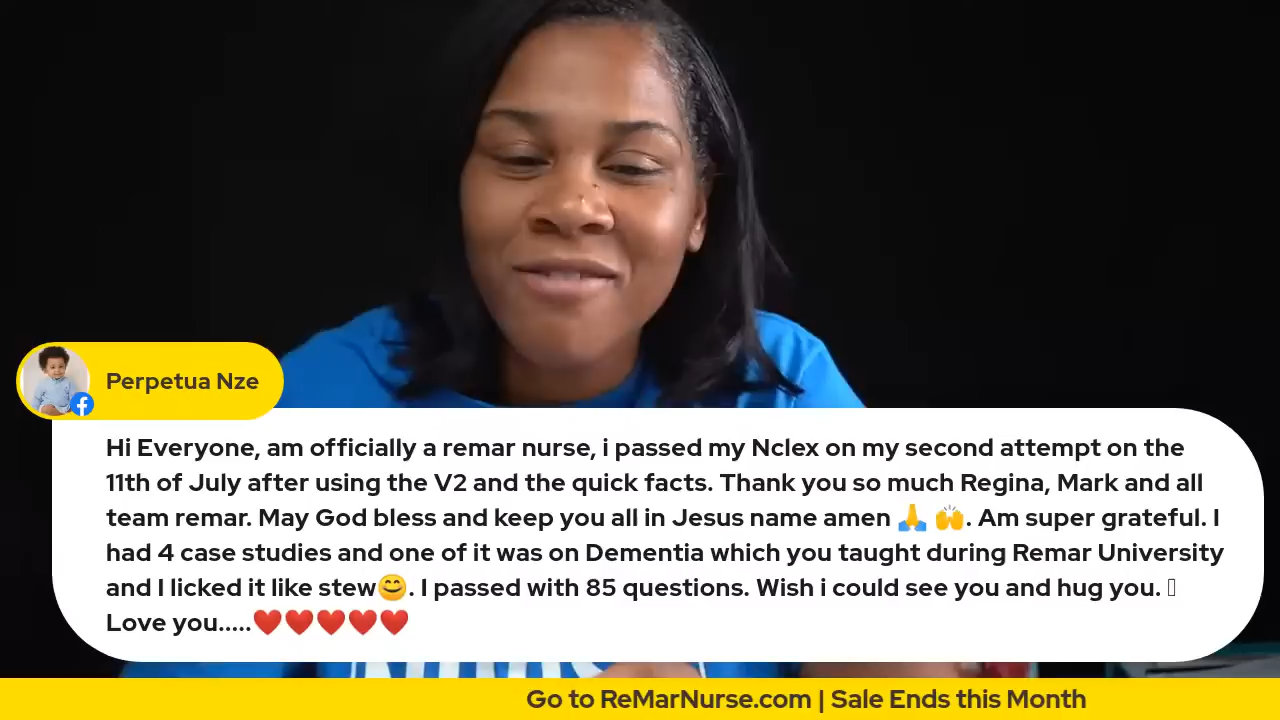 Perpetua Nze
Hi Everyone, am officially a remar nurse, i passed my Nclex on my second attempt on the
11th of July after using the V2 and the quick facts. Thank you so much Regina, Mark and all
team remar. May God bless and keep you all in Jesus name amen 🙏 🙌. Am super grateful. I
had 4 case studies and one of it was on Dementia which you taught during Remar University
and I licked it like stew😊. I passed with 85 questions. Wish i could see you and hug you. 
Love you.....❤️❤️❤️❤️❤️
Go to ReMarNurse.com | Sale Ends this Month